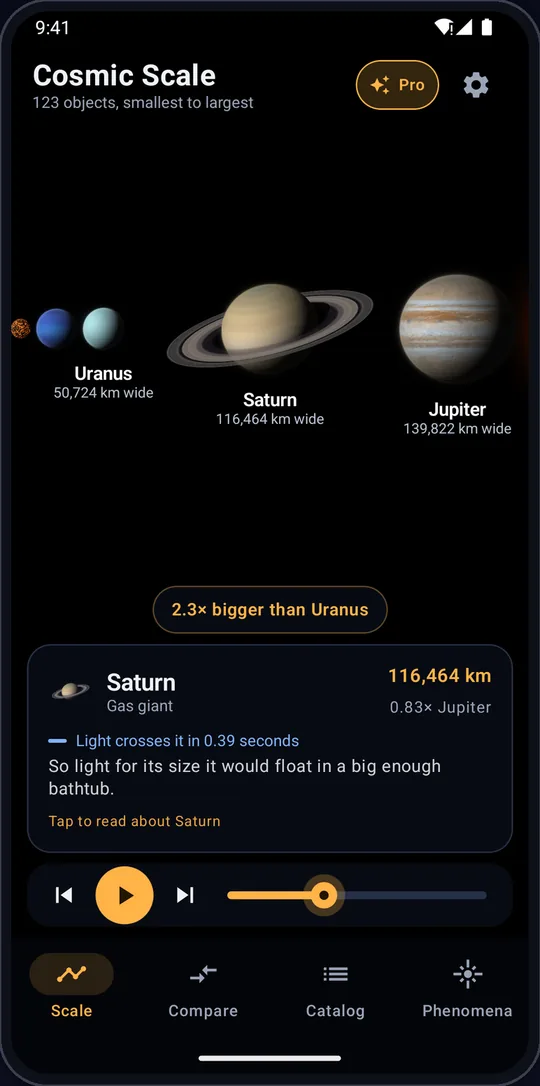 9:41
Cosmic Scale
123 objects, smallest to largest
Pro
Uranus
50,724 km wide
Saturn
116,464 km wide
Jupiter
139,822 km wide
2.3× bigger than Uranus
Saturn
Gas giant
116,464 km
0.83× Jupiter
Light crosses it in 0.39 seconds
So light for its size it would float in a big enough
bathtub.
Tap to read about Saturn
Scale
Compare
Catalog
Phenomena